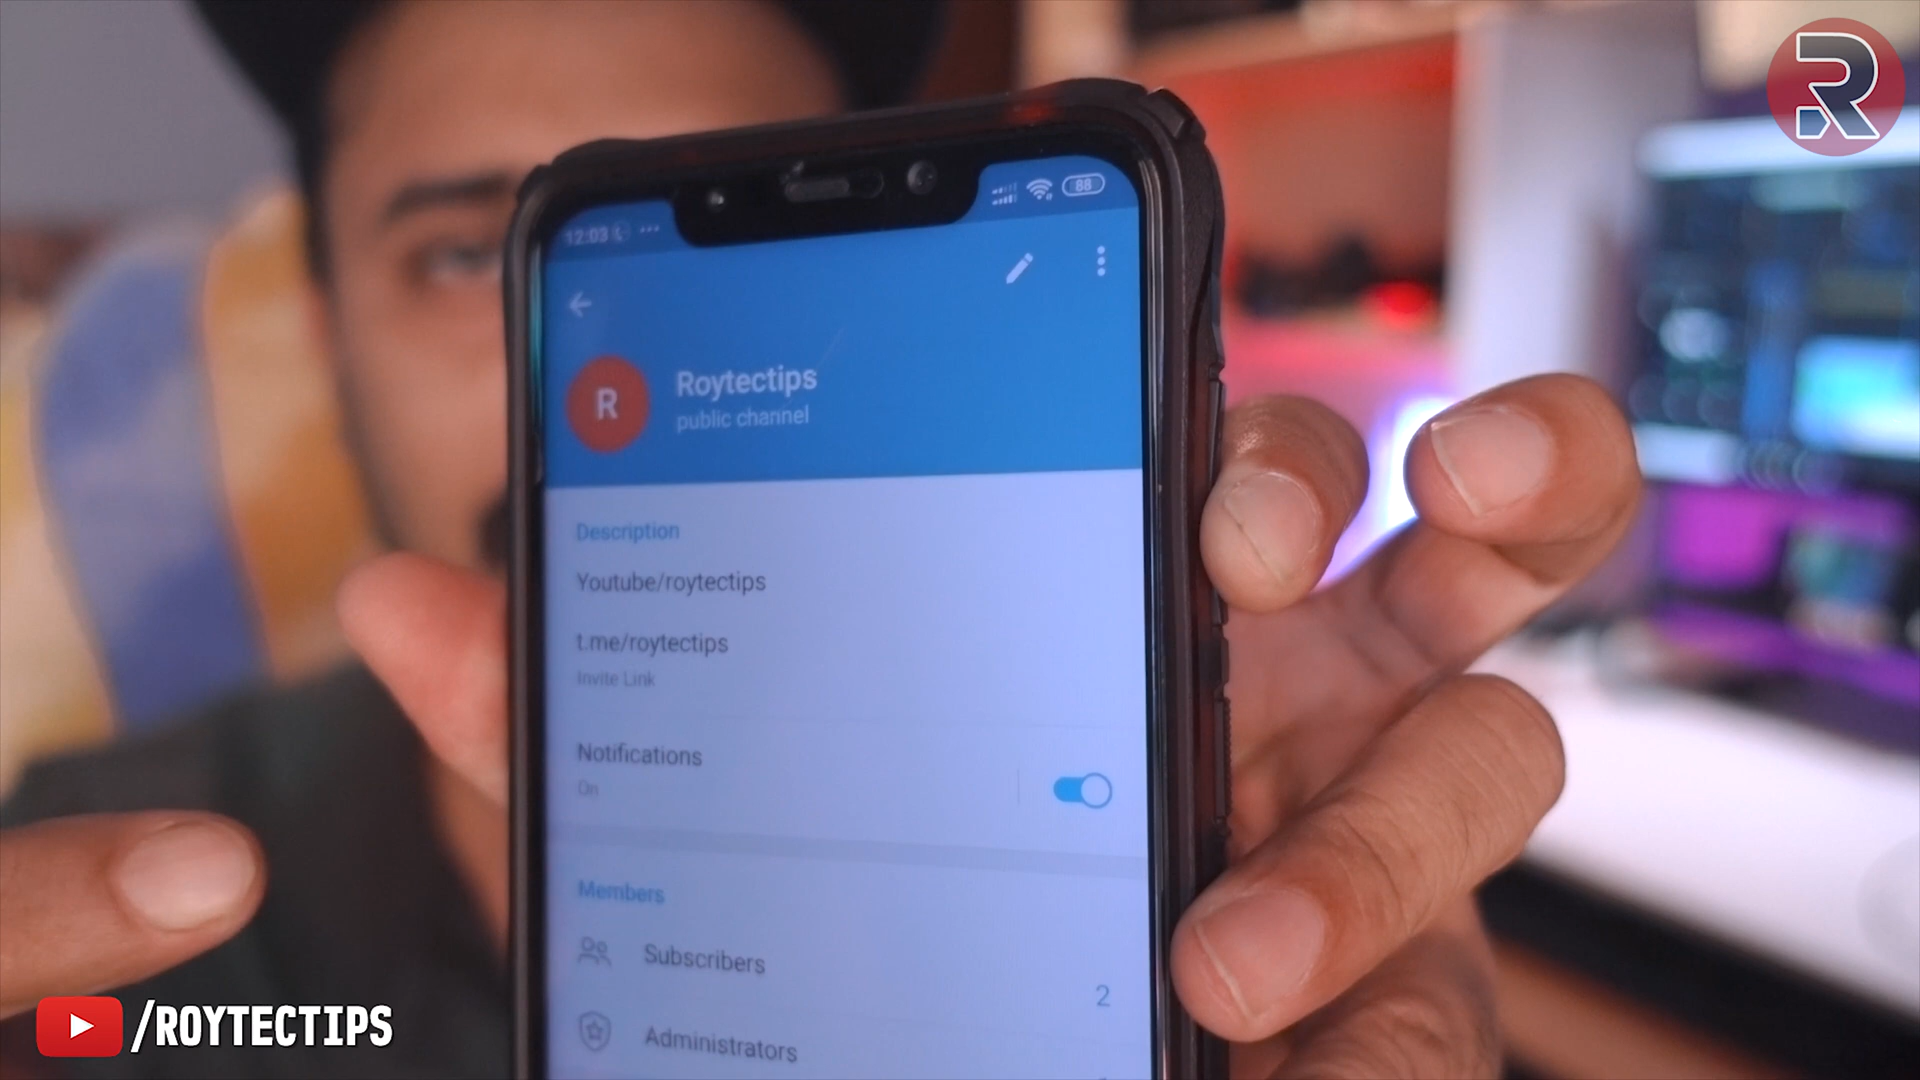 R
12:03
88
R
Roytectips
public channel
Description
Youtube/roytectips
t.me/roytectips
Invite Link
Notifications
On
Members
Subscribers
2
Administrators
/ROYTECTIPS